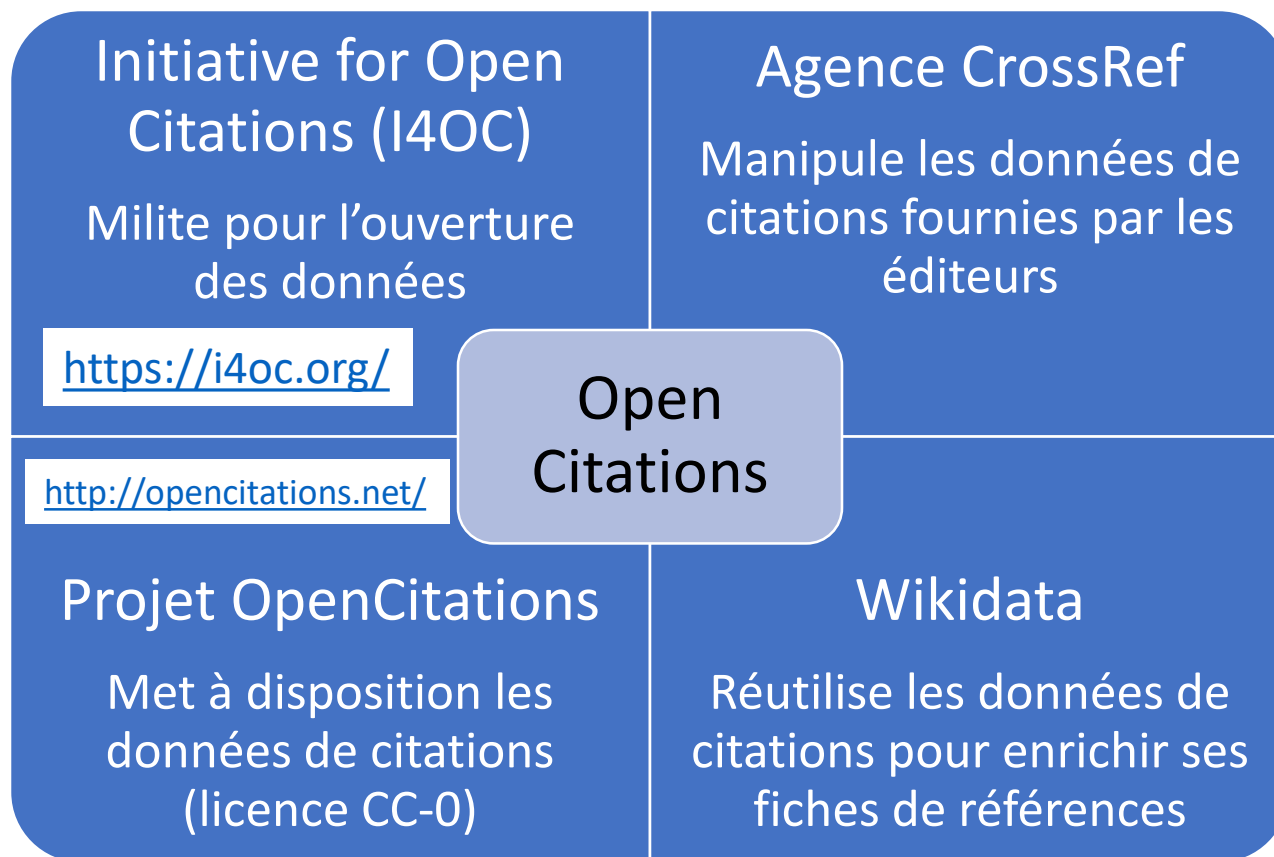 Initiative for Open
Citations (I4OC)
Milite pour l’ouverture
des données
https://i4oc.org/
Agence CrossRef
Manipule les données de
citations fournies par les
éditeurs
Open
Citations
http://opencitations.net/
Projet OpenCitations
Met à disposition les
données de citations
(licence CC-0)
Wikidata
Réutilise les données de
citations pour enrichir ses
fiches de références